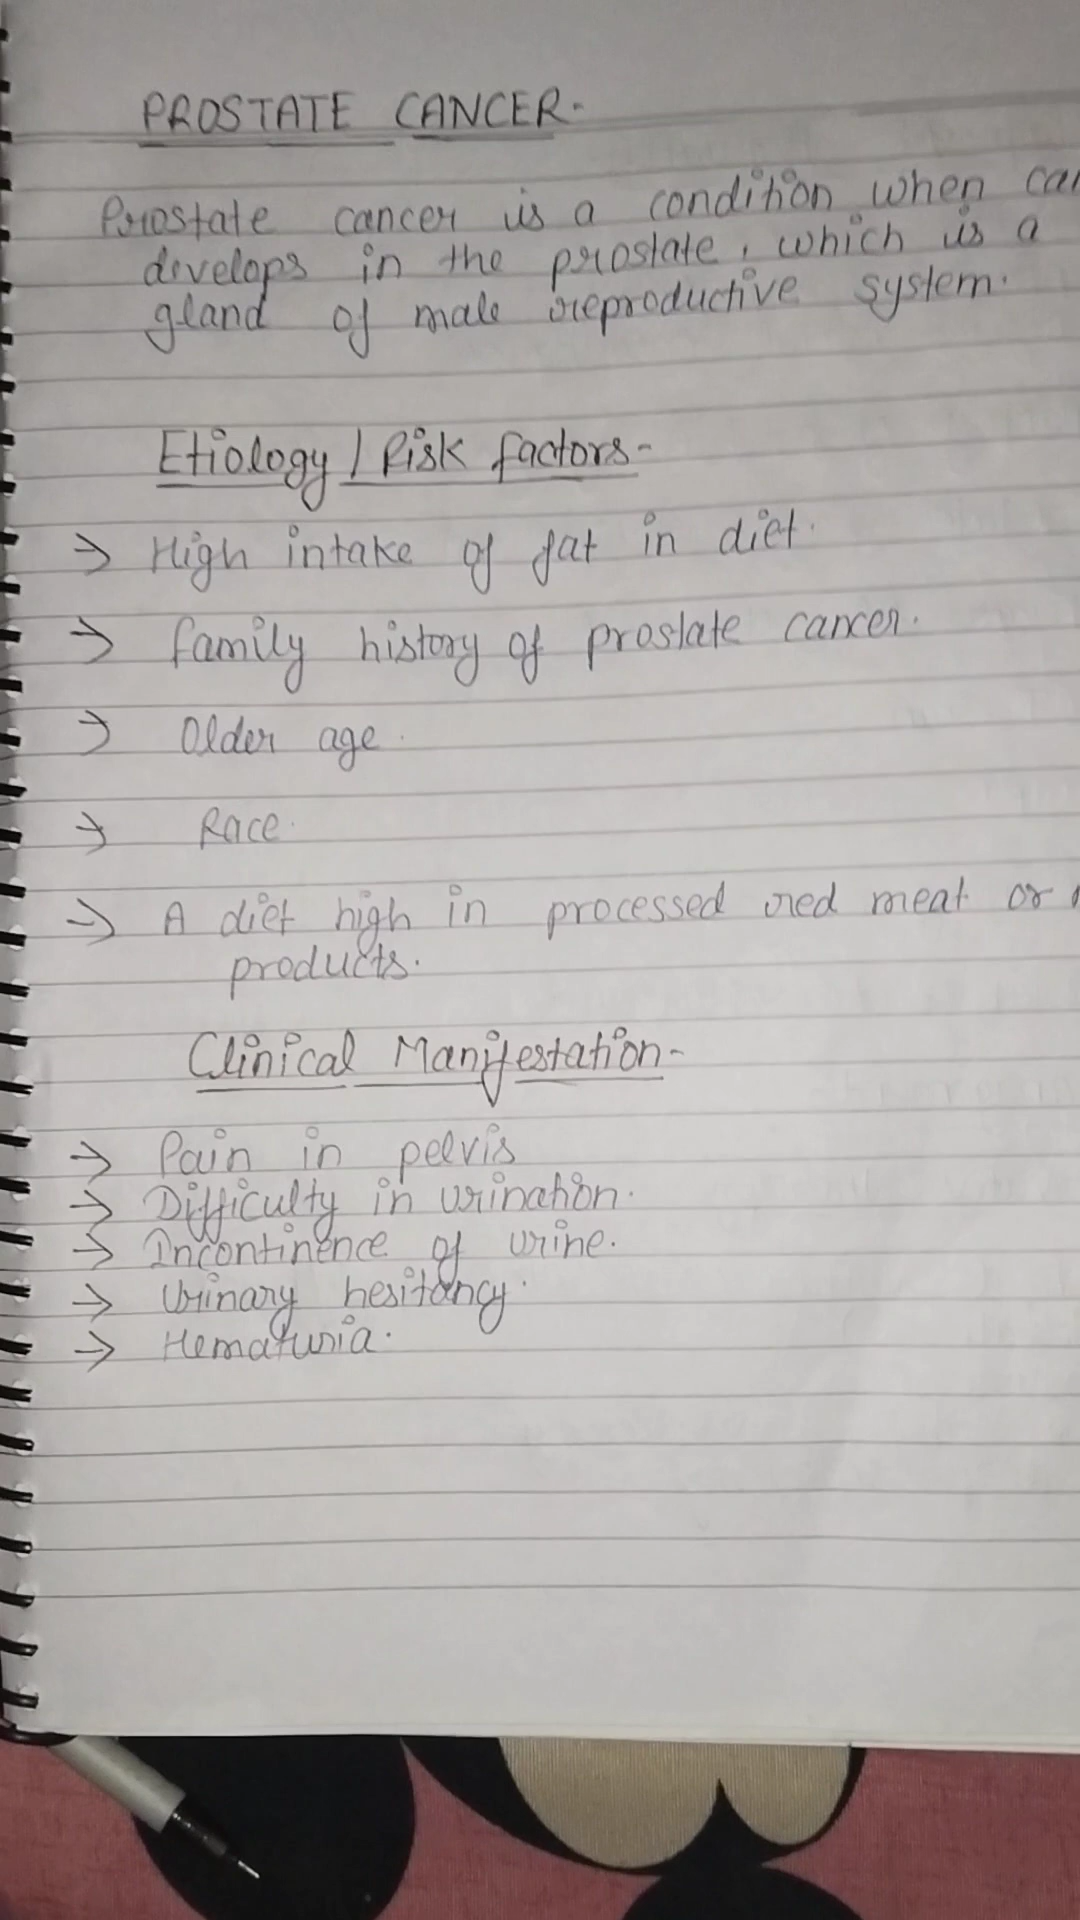 PROSTATE CANCER-
Prostate cancer is a condition when
develops in the prostate, which is a
gland of male reproductive system.
Etiology / Risk factors-
→ High intake of fat in diet.
→ family history of prostate cancer.
→ Older age.
→ Race.
→ A diet high in processed red meat or
products.
Clinical Manifestation-
→ Pain in pelvis
→ Difficulty in urination.
→ Incontinence of urine.
→ Urinary hesitancy.
→ Hematuria.